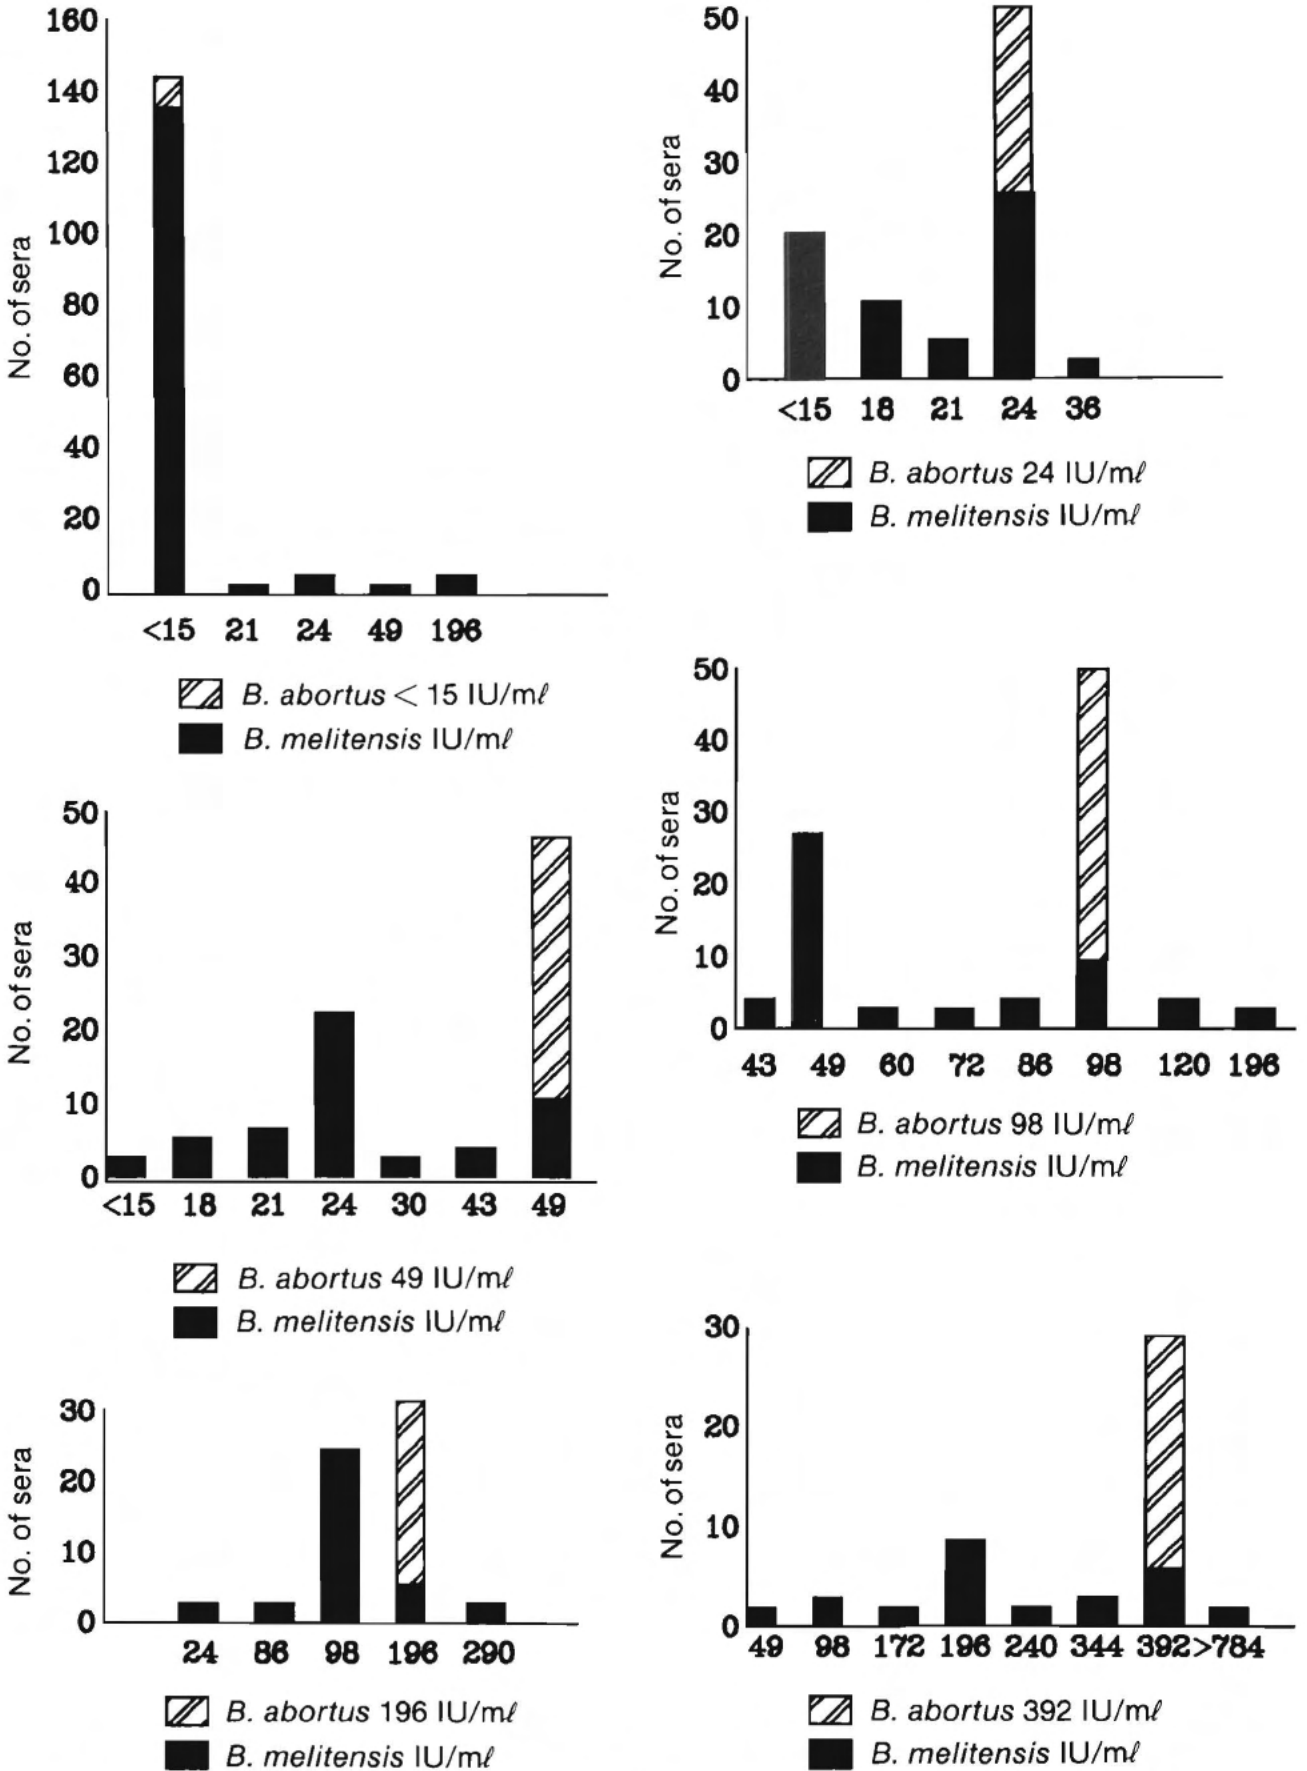 160
140
120
100
80
60
40
20
0
No. of sera
<15 21 24 49 196
B. abortus < 15 IU/mℓ
B. melitensis IU/mℓ
50
40
30
20
10
0
No. of sera
<15 18 21 24 36
B. abortus 24 IU/mℓ
B. melitensis IU/mℓ
50
40
30
20
10
0
No. of sera
<15 18 21 24 30 43 49
B. abortus 49 IU/mℓ
B. melitensis IU/mℓ
50
40
30
20
10
0
No. of sera
43 49 60 72 86 98 120 196
B. abortus 98 IU/mℓ
B. melitensis IU/mℓ
30
20
10
0
No. of sera
24 86 98 196 290
B. abortus 196 IU/mℓ
B. melitensis IU/mℓ
30
20
10
0
No. of sera
49 98 172 196 240 344 392 >784
B. abortus 392 IU/mℓ
B. melitensis IU/mℓ